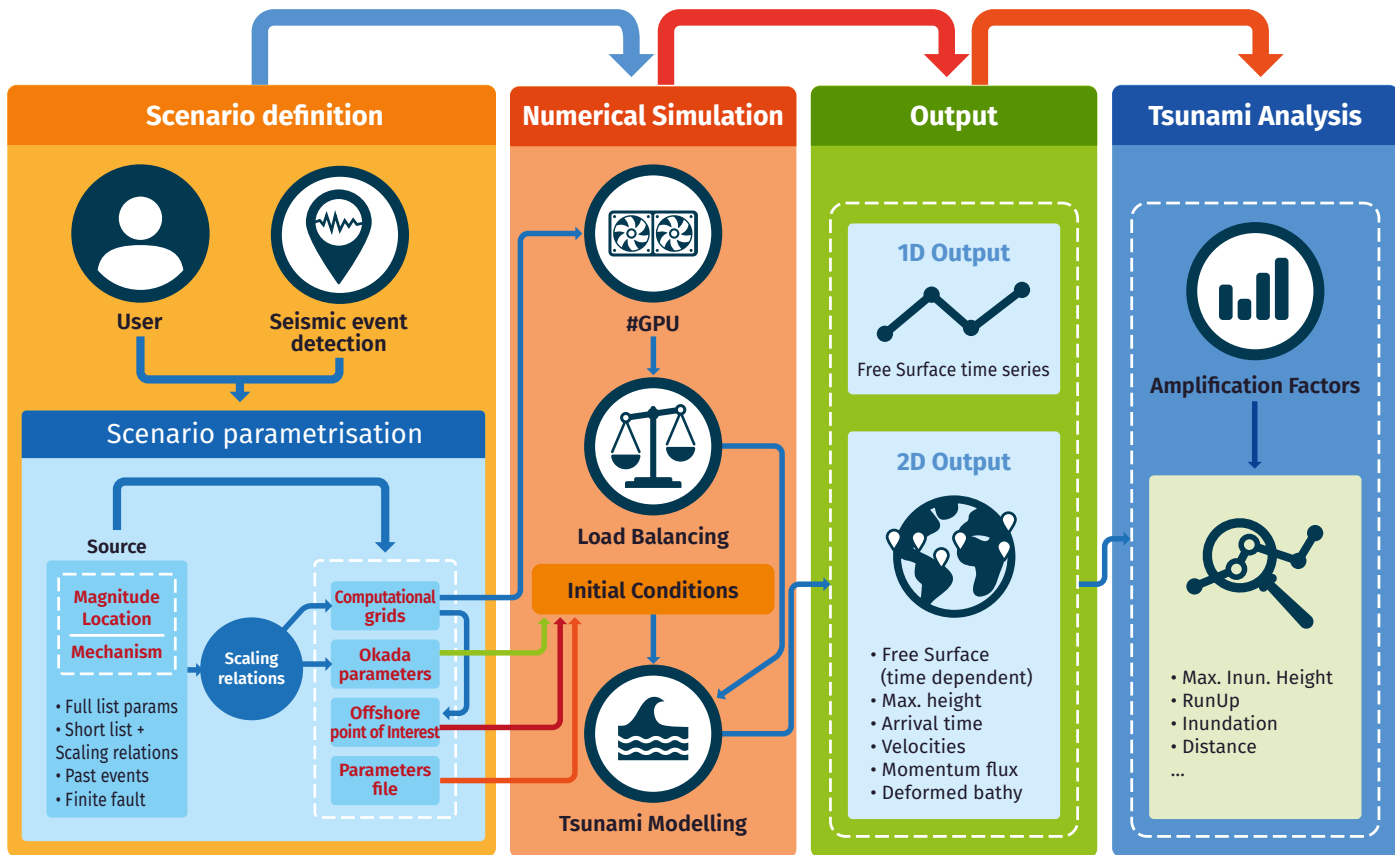 Scenario definition
User
Seismic event
detection
Scenario parametrisation
Source
Magnitude
Location
Mechanism
• Full list params
• Short list +
Scaling relations
• Past events
• Finite fault
Scaling
relations
Computational
grids
Okada
parameters
Offshore
point of Interest
Parameters
file
Numerical Simulation
#GPU
Load Balancing
Initial Conditions
Tsunami Modelling
Output
1D Output
Free Surface time series
2D Output
• Free Surface
(time dependent)
• Max. height
• Arrival time
• Velocities
• Momentum flux
• Deformed bathy
Tsunami Analysis
Amplification Factors
• Max. Inun. Height
• RunUp
• Inundation
• Distance
...